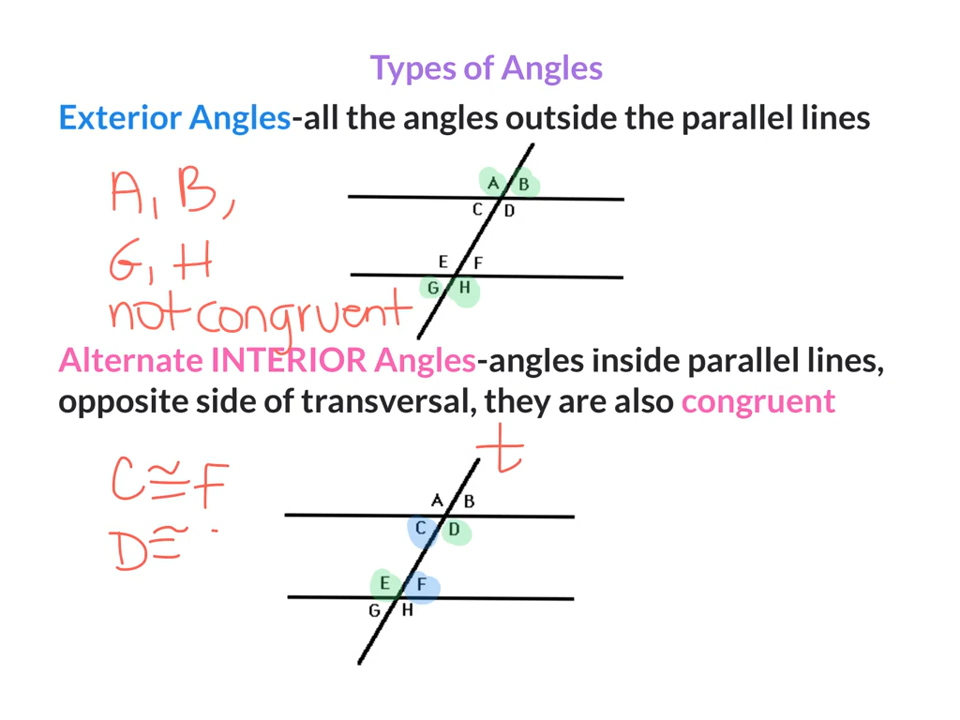 Types of Angles
Exterior Angles-all the angles outside the parallel lines
A, B,
G, H
not congruent
A B
C D
E F
G H
Alternate INTERIOR Angles-angles inside parallel lines,
opposite side of transversal, they are also congruent
t
C ≅ F
D ≅
A B
C D
E F
G H